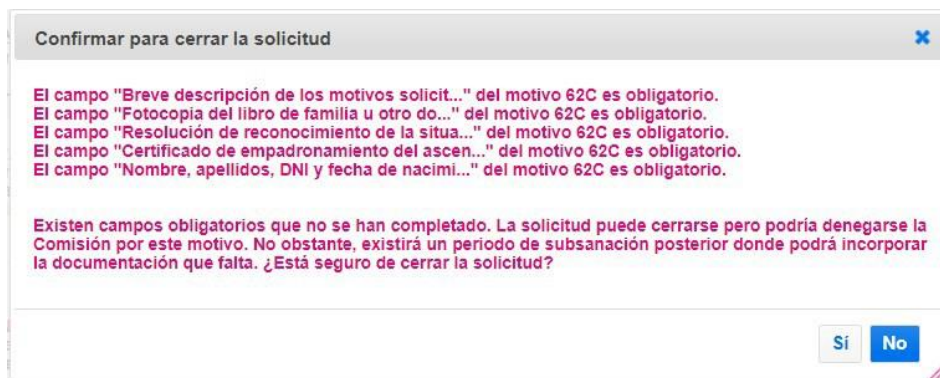 Confirmar para cerrar la solicitud
El campo "Breve descripción de los motivos solicit..." del motivo 62C es obligatorio.
El campo "Fotocopia del libro de familia u otro do..." del motivo 62C es obligatorio.
El campo "Resolución de reconocimiento de la situa..." del motivo 62C es obligatorio.
El campo "Certificado de empadronamiento del ascen..." del motivo 62C es obligatorio.
El campo "Nombre, apellidos, DNI y fecha de nacimi..." del motivo 62C es obligatorio.
Existen campos obligatorios que no se han completado. La solicitud puede cerrarse pero podría denegarse la
Comisión por este motivo. No obstante, existirá un periodo de subsanación posterior donde podrá incorporar
la documentación que falta. ¿Está seguro de cerrar la solicitud?
Sí No